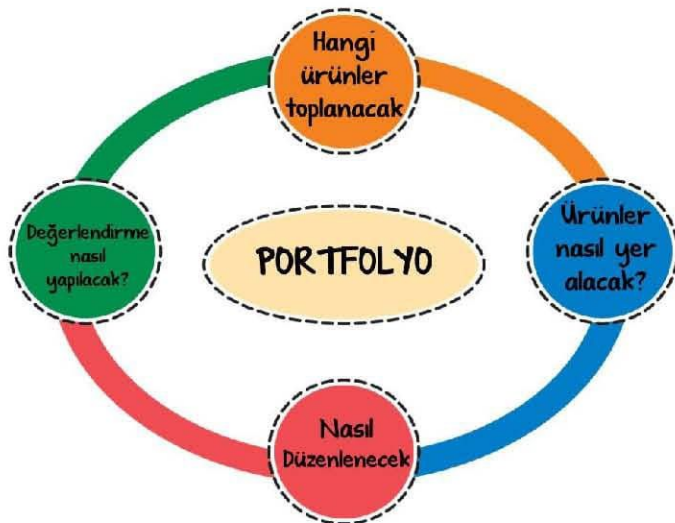 Hangi
ürünler
toplanacak
Değerlendirme
nasıl
yapılacak?
PORTFOLYO
Ürünler
nasıl yer
alacak?
Nasıl
Düzenlenecek